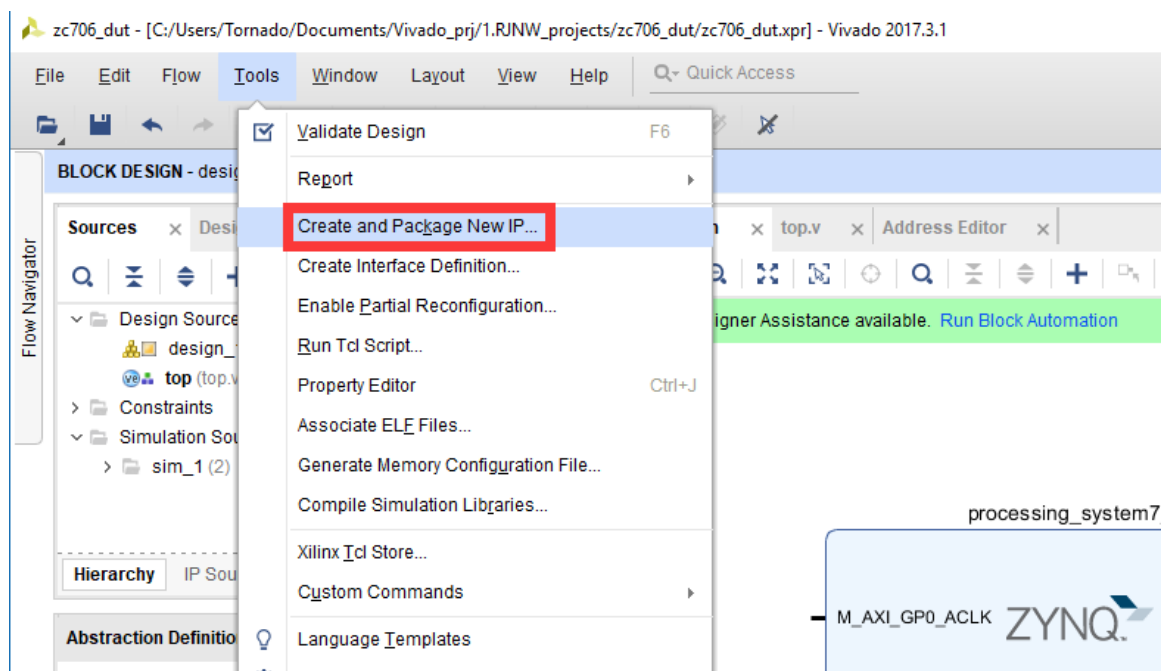 zc706_dut - [C:/Users/Tornado/Documents/Vivado_prj/1.RJNW_projects/zc706_dut/zc706_dut.xpr] - Vivado 2017.3.1
File Edit Flow Tools Window Layout View Help Quick Access
Validate Design F6
BLOCK DESIGN - desig
Report
Sources Desi
Create and Package New IP...
top.v Address Editor
Create Interface Definition...
Flow Navigator
Design Source
Enable Partial Reconfiguration...
igner Assistance available. Run Block Automation
design_1
Run Tcl Script...
top (top.v
Property Editor Ctrl+J
Constraints
Associate ELF Files...
Simulation Sou
sim_1 (2)
Generate Memory Configuration File...
Compile Simulation Libraries...
processing_system7_
Xilinx Tcl Store...
Hierarchy IP Sou
Custom Commands
M_AXI_GP0_ACLK ZYNQ
Abstraction Definitio
Language Templates